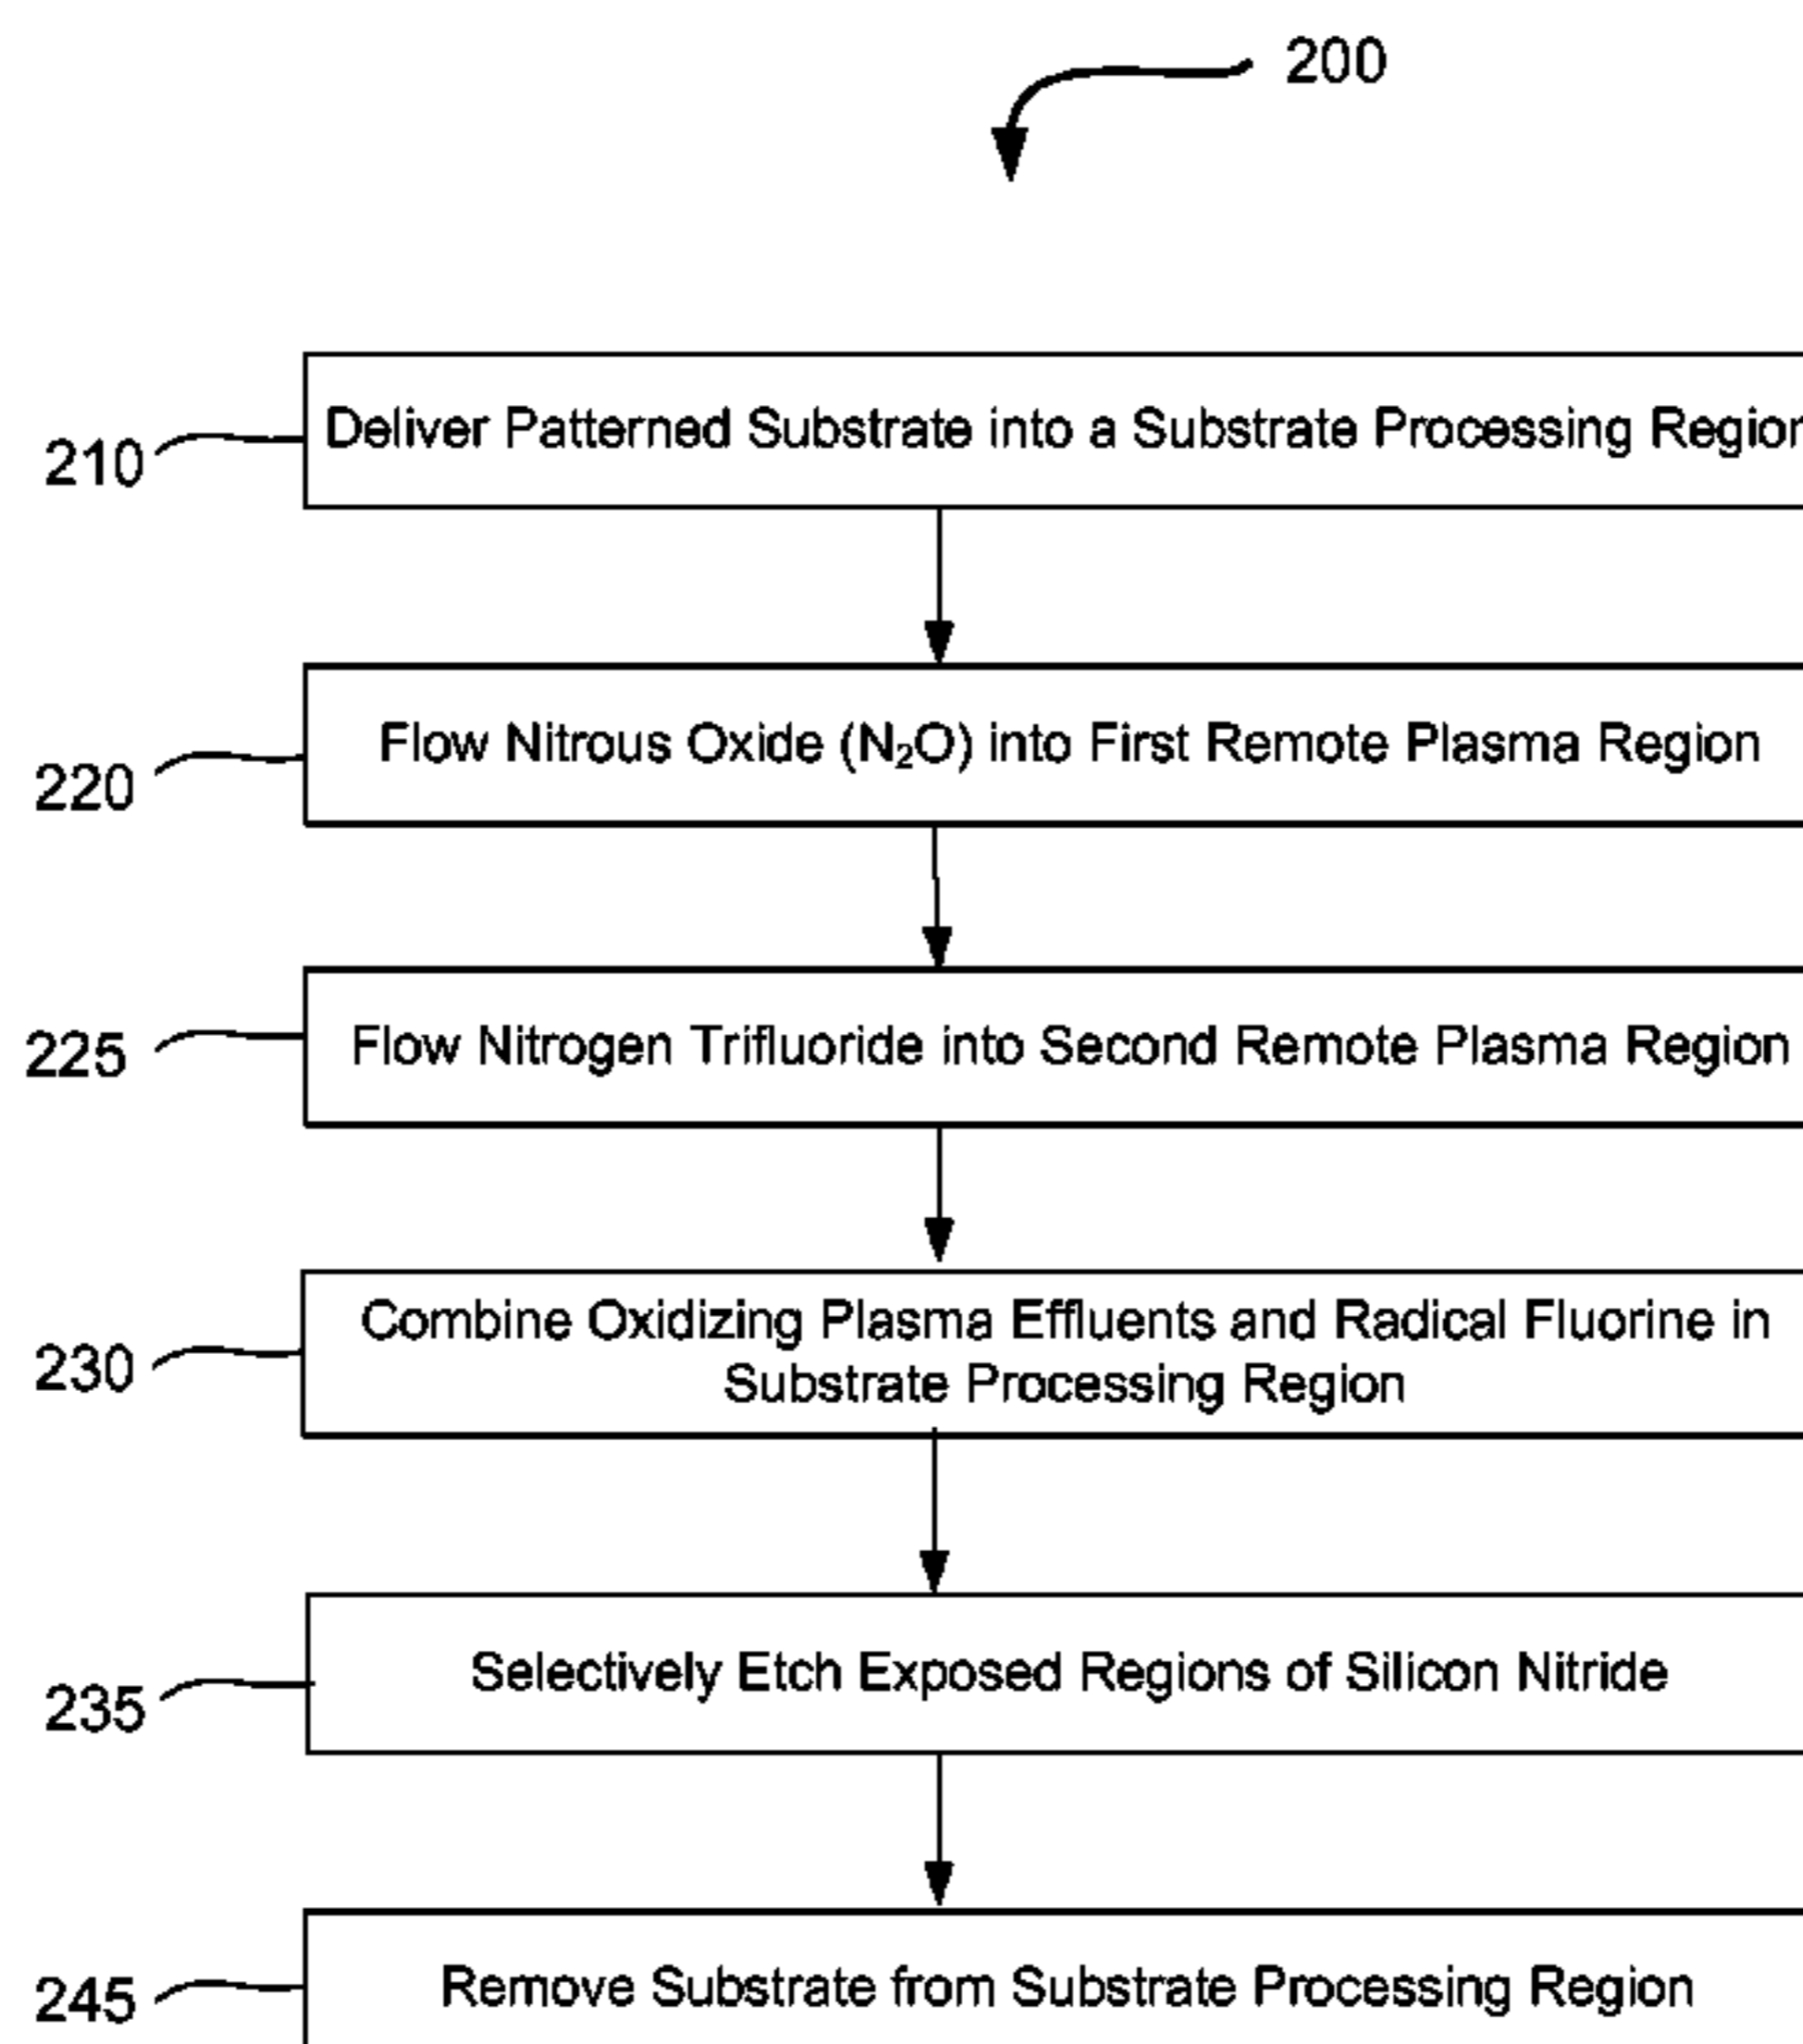 200
210
Deliver Patterned Substrate into a Substrate Processing Region
220
Flow Nitrous Oxide (N₂O) into First Remote Plasma Region
225
Flow Nitrogen Trifluoride into Second Remote Plasma Region
230
Combine Oxidizing Plasma Effluents and Radical Fluorine in
Substrate Processing Region
235
Selectively Etch Exposed Regions of Silicon Nitride
245
Remove Substrate from Substrate Processing Region